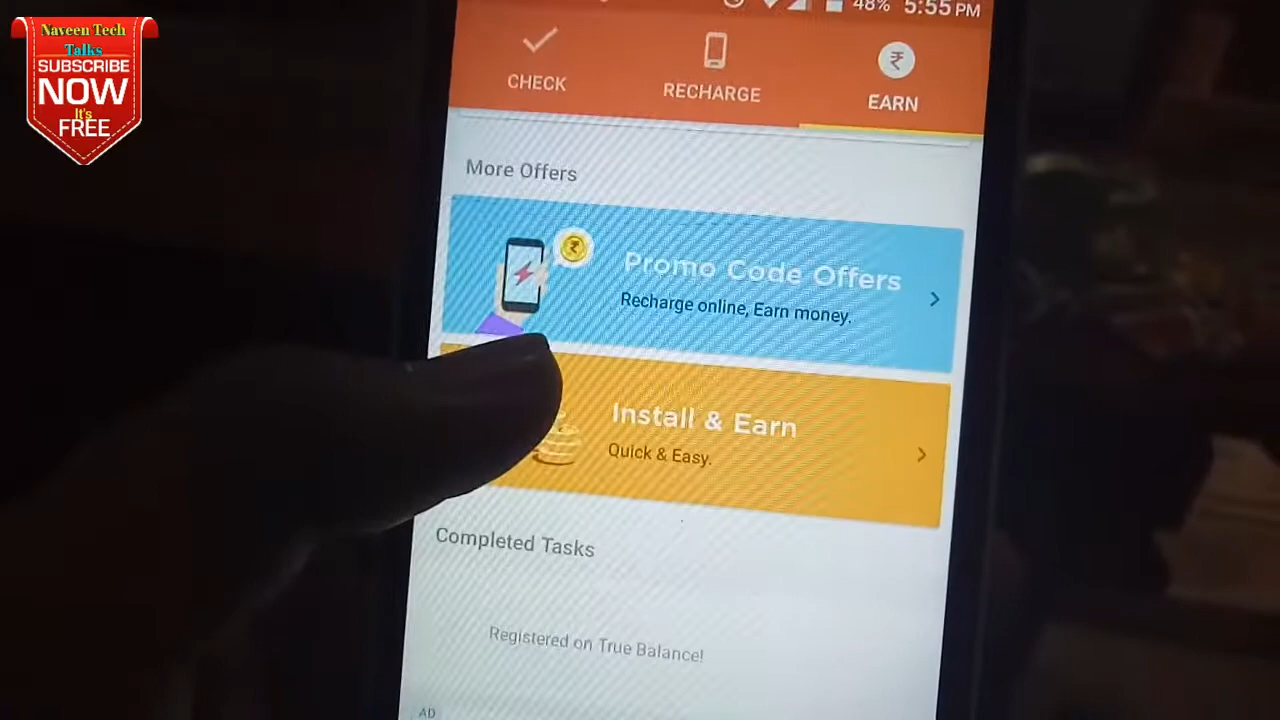 Naveen Tech
Talks
SUBSCRIBE
NOW
It's
FREE
48% 5:55 PM
CHECK
RECHARGE
₹
EARN
More Offers
₹
Promo Code Offers
Recharge online, Earn money.
Install & Earn
Quick & Easy.
Completed Tasks
Registered on True Balance!
AD